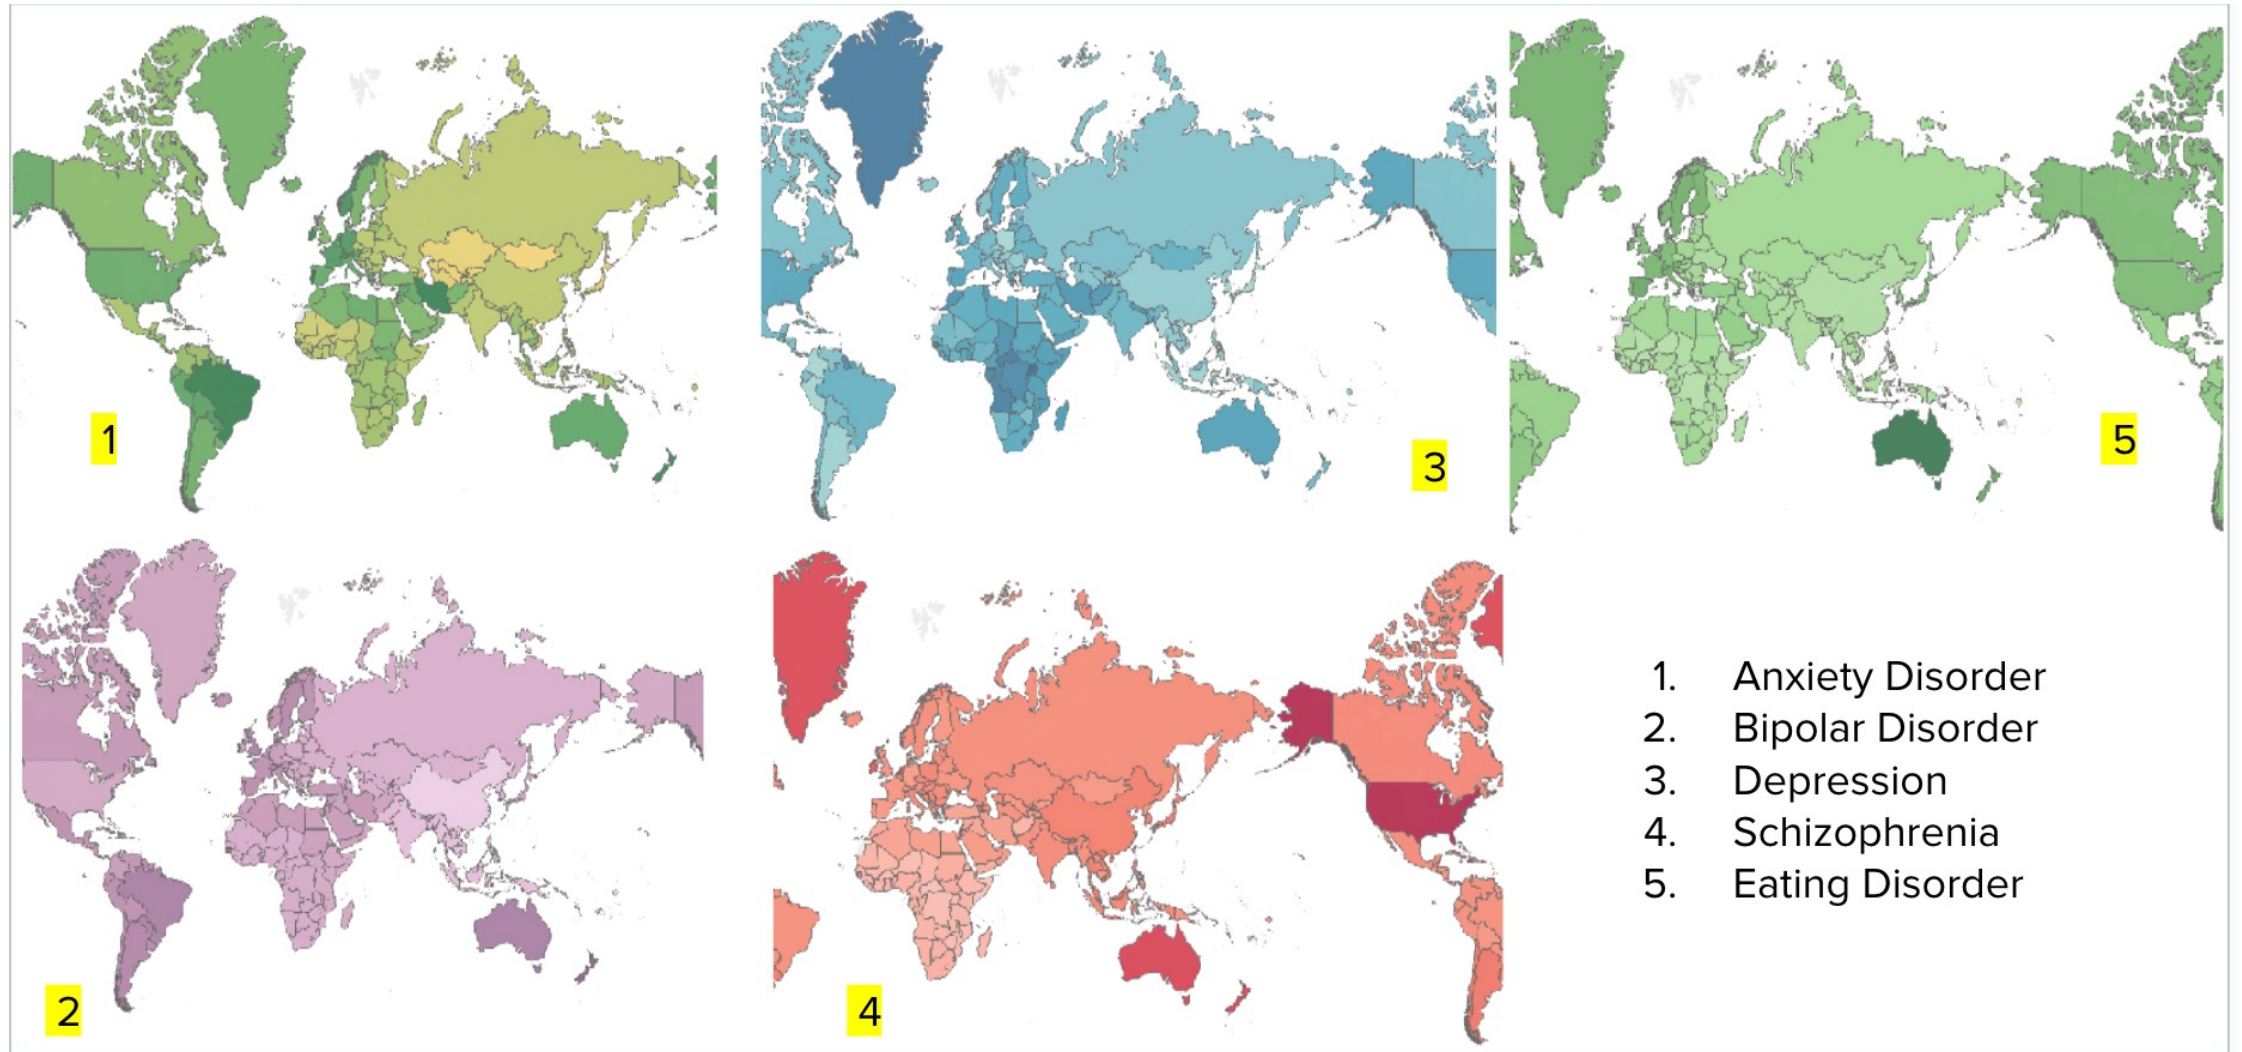 1
3
5
2
4
1. Anxiety Disorder
2. Bipolar Disorder
3. Depression
4. Schizophrenia
5. Eating Disorder